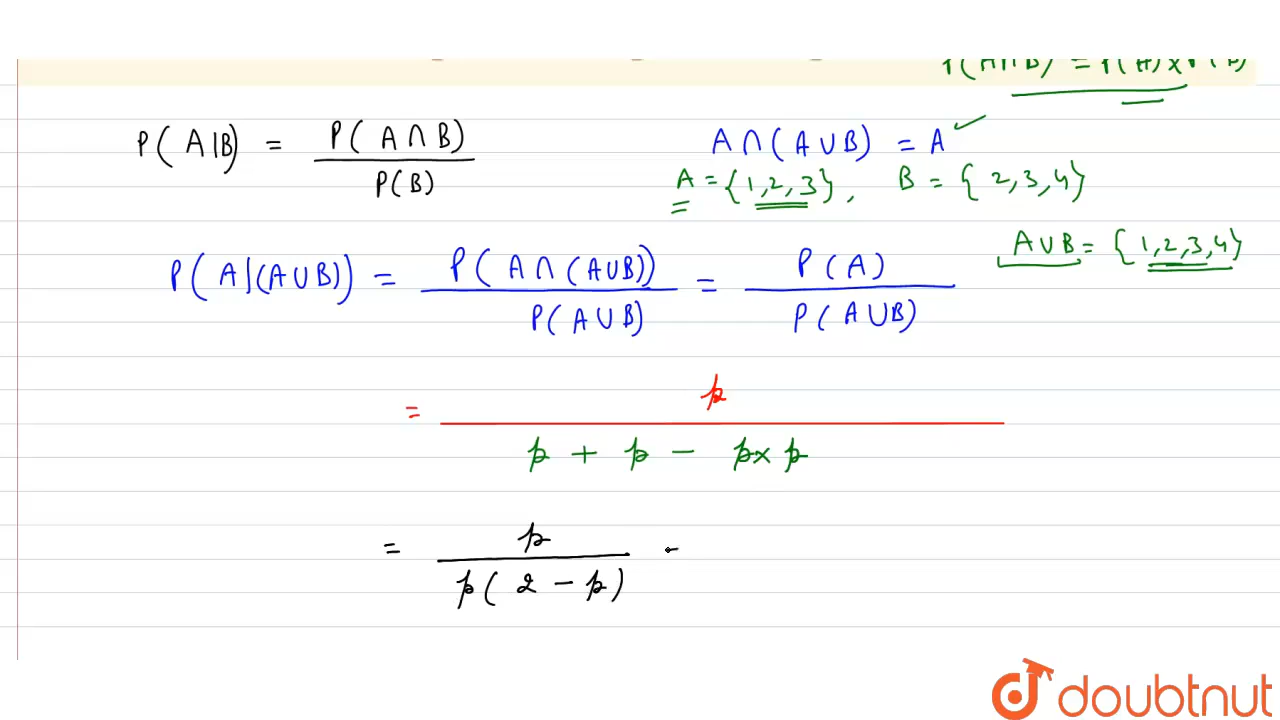 P(A∩B) = P(A)×P(B)
P(A|B) = P(A∩B) / P(B)
A∩(A∪B) = A ✓
A = {1,2,3}, B = {2,3,4}
A∪B = {1,2,3,4}
P(A|(A∪B)) = P(A∩(A∪B)) / P(A∪B) = P(A) / P(A∪B)
= p / p + p - p×p
= p / p(2-p)
doubtnut